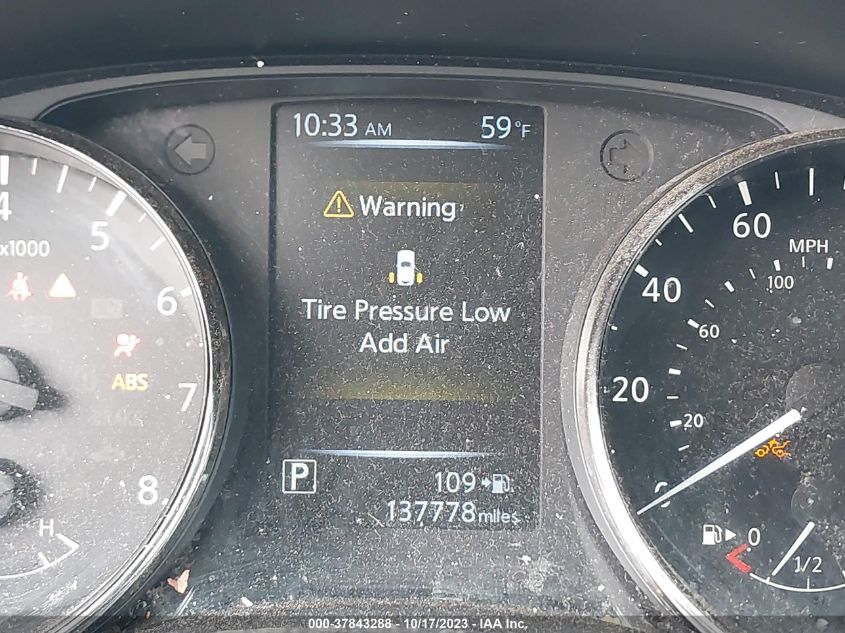 10:33 AM 59°F
Warning
Tire Pressure Low
Add Air
P 109
137778 miles
4 5 6 7 8
x1000
ABS
H
0 20 40 60
MPH
20 60 100
0 1/2
000-37843288 - 10/17/2023 - IAA Inc.